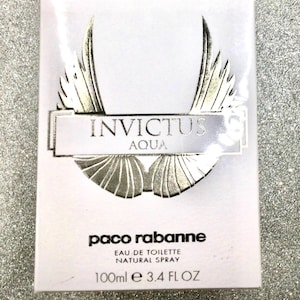 INVICTUS
AQUA
paco rabanne
EAU DE TOILETTE
NATURAL SPRAY
100ml ℮ 3.4 FL OZ